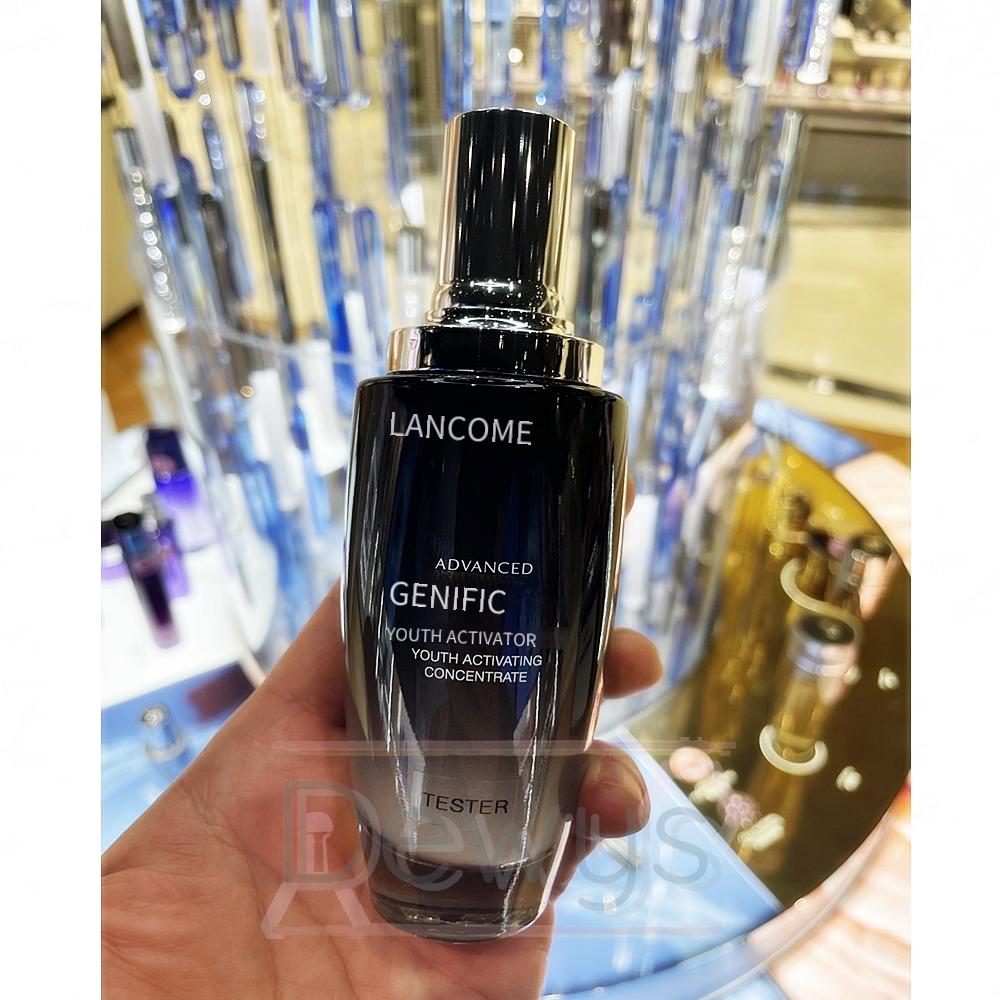 LANCOME
ADVANCED
GENIFIC
YOUTH ACTIVATOR
YOUTH ACTIVATING
CONCENTRATE
TESTER
Dewys